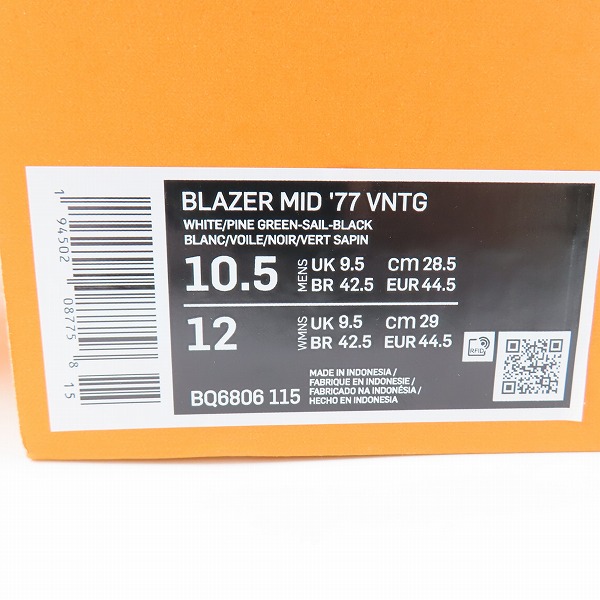 BLAZER MID '77 VNTG
WHITE/PINE GREEN-SAIL-BLACK
BLANC/VOILE/NOIR/VERT SAPIN
10.5 MENS UK 9.5 cm 28.5
BR 42.5 EUR 44.5
12 WMNS UK 9.5 cm 29
BR 42.5 EUR 44.5
RFID
BQ6806 115
MADE IN INDONESIA/
FABRIQUE EN INDONESIE/
FABRICADO NA INDONÉSIA/
HECHO EN INDONESIA
1 94502 08775 8 15